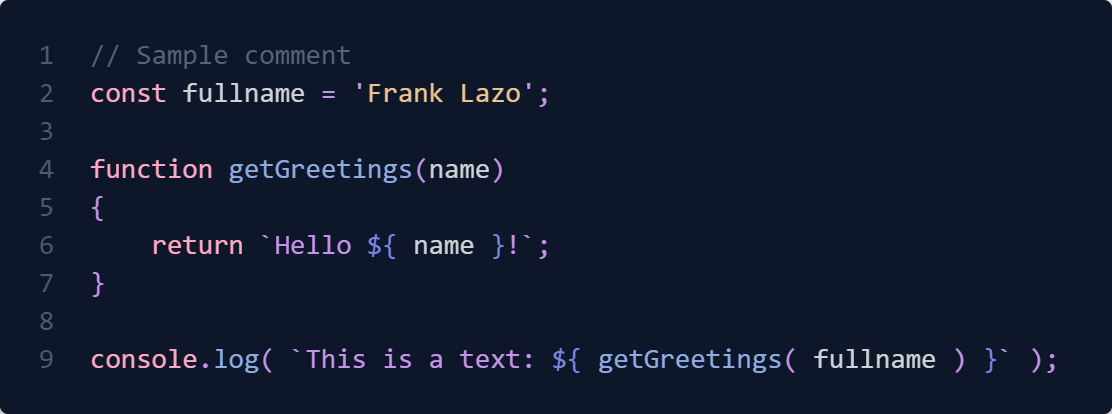 1 // Sample comment
2 const fullname = 'Frank Lazo';
3
4 function getGreetings(name)
5 {
6     return `Hello ${ name }!`;
7 }
8
9 console.log( `This is a text: ${ getGreetings( fullname ) }` );